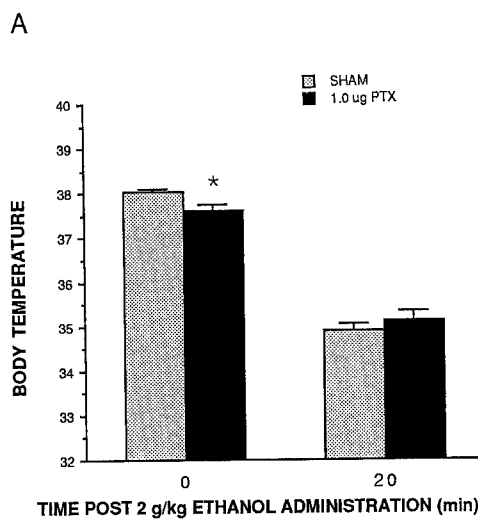 A
SHAM
1.0 ug PTX
40
39
38
37
36
35
34
33
32
BODY TEMPERATURE
*
0 20
TIME POST 2 g/kg ETHANOL ADMINISTRATION (min)